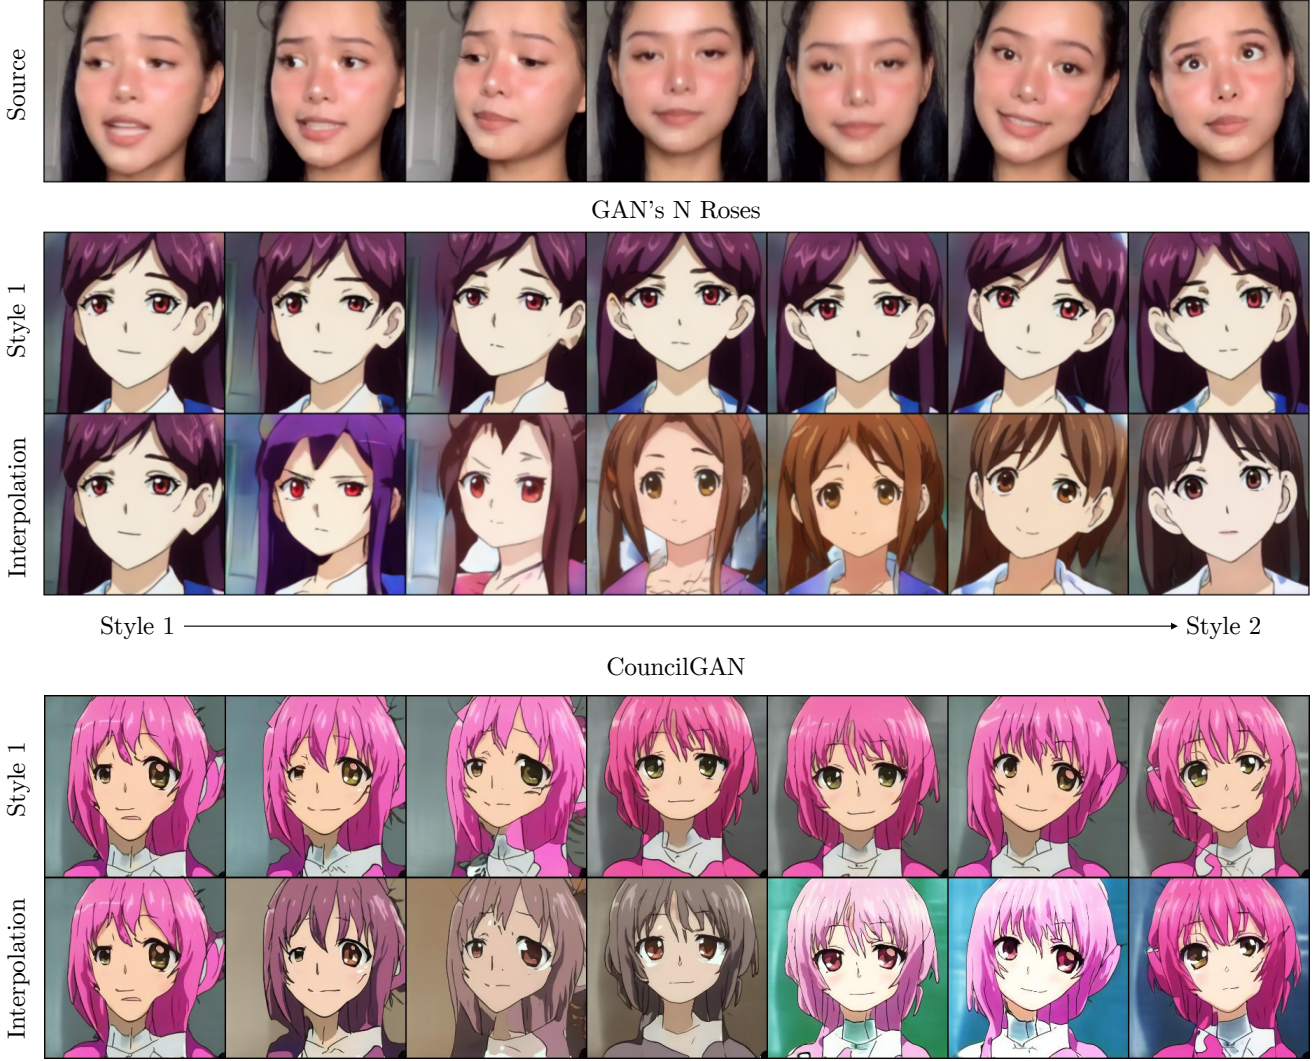 Source
GAN's N Roses
Style 1
Interpolation
Style 1
Style 2
CouncilGAN
Style 1
Interpolation